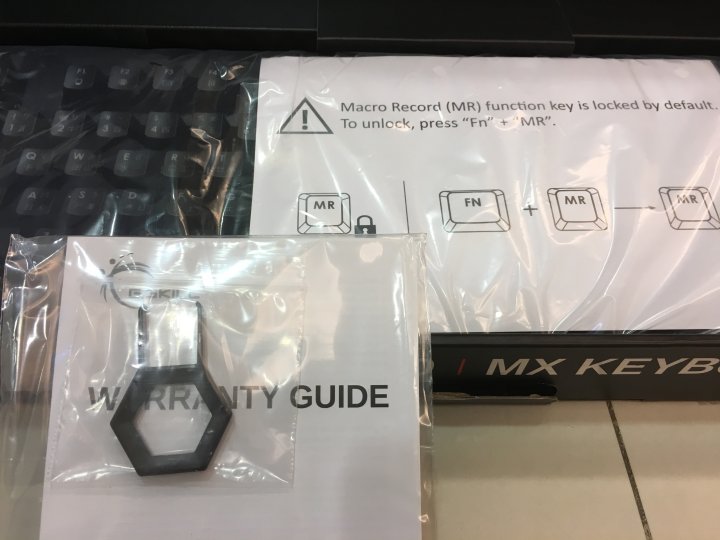 Macro Record (MR) function key is locked by default.
To unlock, press "Fn" + "MR".
MR
FN
+
MR
MR
G.SKILL
WARRANTY GUIDE
MX KEYB
Q W E R
A S D